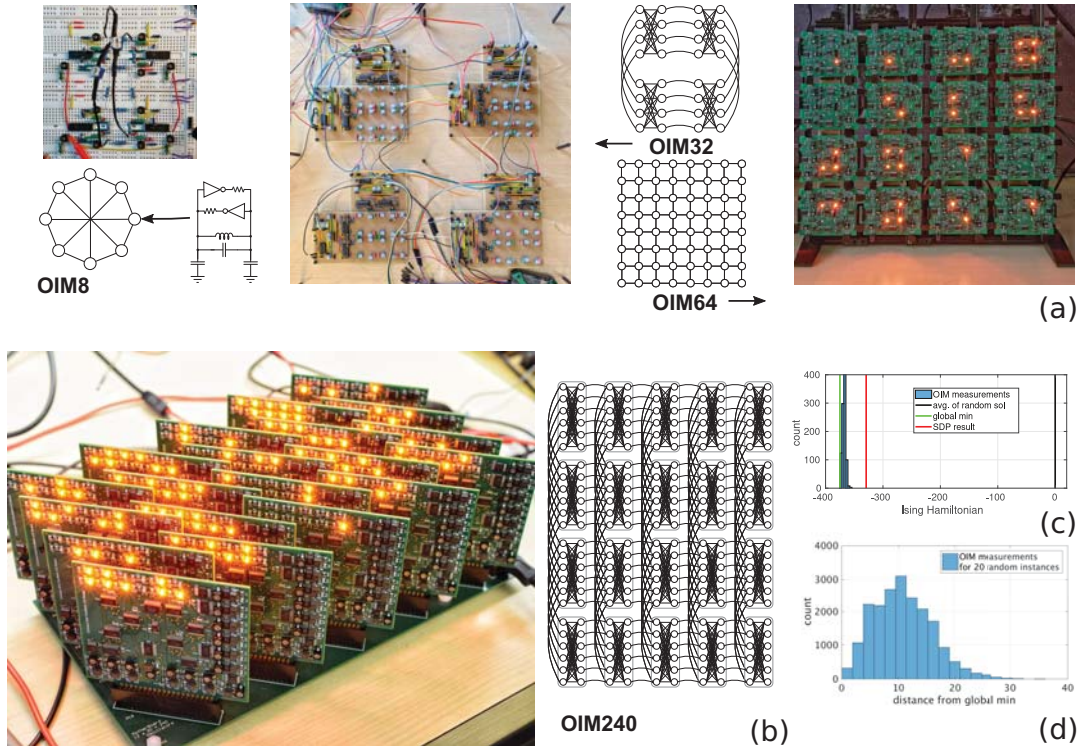 OIM8
OIM32
OIM64
(a)
OIM240
(b)
400
300
200
100
0
count
OIM measurements
avg. of random sol
global min
SDP result
-400
-300
-200
-100
0
Ising Hamiltonian
(c)
4000
3000
2000
1000
0
count
OIM measurements
for 20 random instances
0
10
20
30
40
distance from global min
(d)